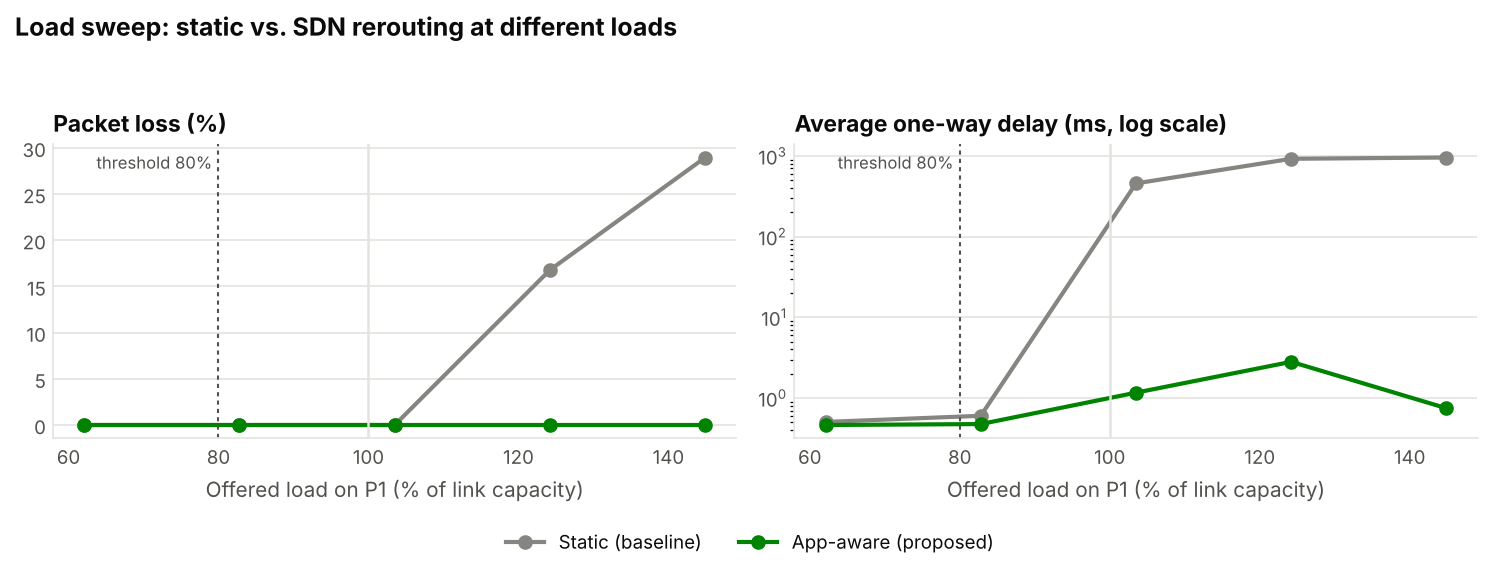 Load sweep: static vs. SDN rerouting at different loads
Packet loss (%)
30
25
20
15
10
5
0
threshold 80%
60 80 100 120 140
Offered load on P1 (% of link capacity)
Average one-way delay (ms, log scale)
10³
10²
10¹
10⁰
threshold 80%
60 80 100 120 140
Offered load on P1 (% of link capacity)
Static (baseline) App-aware (proposed)